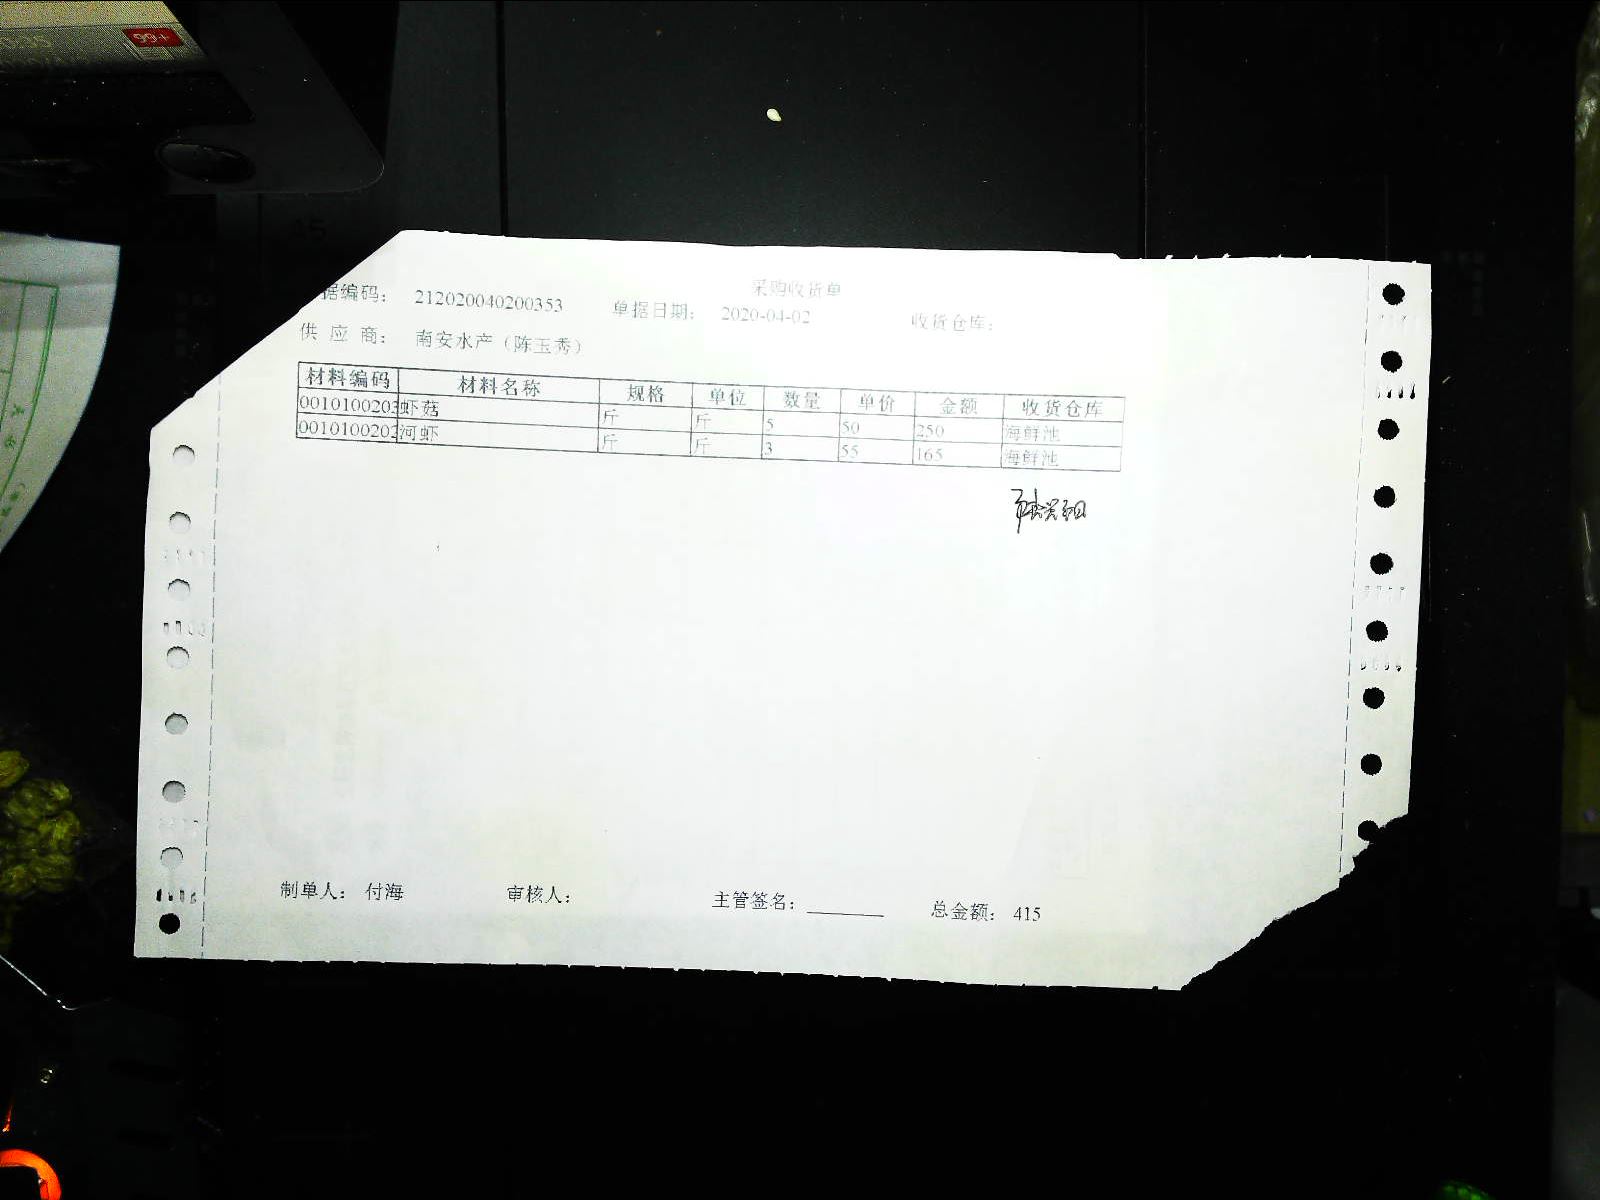 采购收货单
据编码： 212020040200353 单据日期： 2020-04-02 收货仓库：
供 应 商： 南安水产（陈玉秀）
材料编码 材料名称 规格 单位 数量 单价 金额 收货仓库
0010100203 虾菇 斤 斤 5 50 250 海鲜池
0010100202 河虾 斤 斤 3 55 165 海鲜池
制单人： 付海 审核人： 主管签名： 总金额： 415
99+